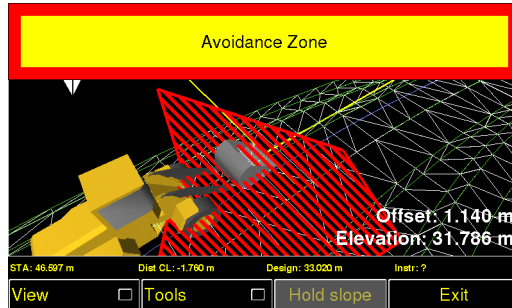 Avoidance Zone
Offset: 1.140 m
Elevation: 31.786 m
STA: 46.597 m Dist CL: -1.760 m Design: 33.020 m Instr: ?
View Tools Hold slope Exit